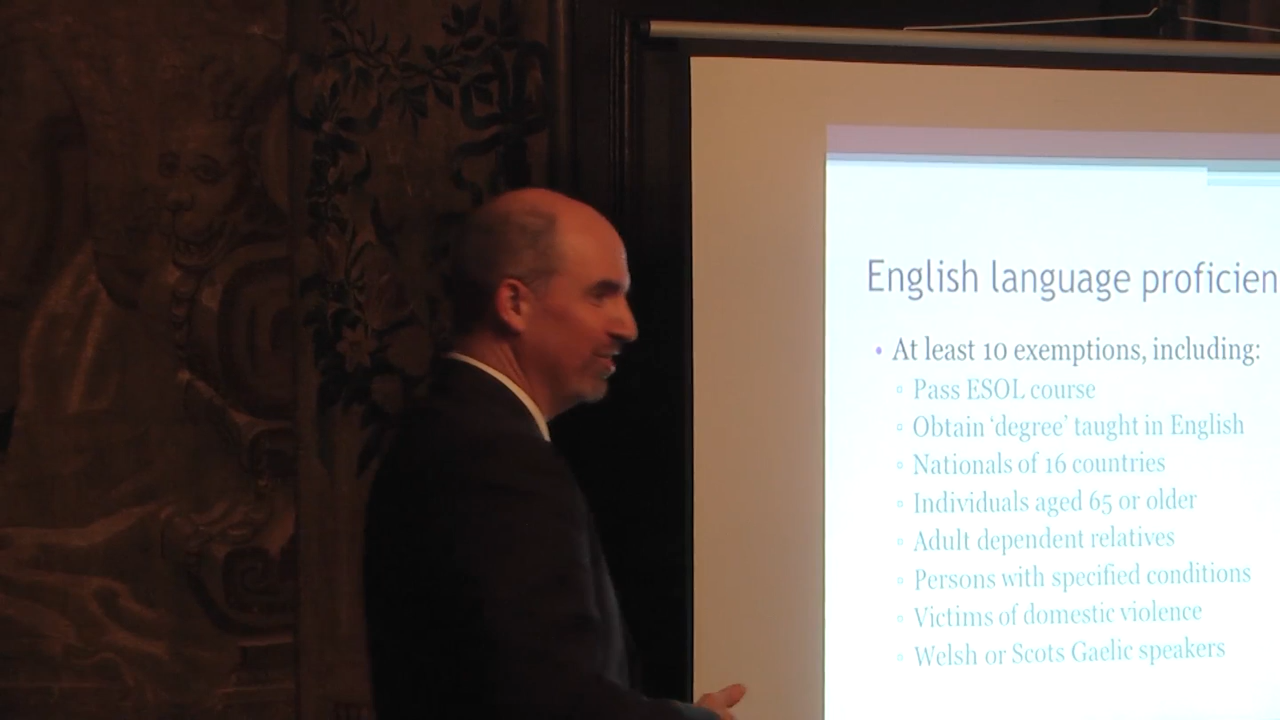 English language proficien
• At least 10 exemptions, including:
▫ Pass ESOL course
▫ Obtain ‘degree’ taught in English
▫ Nationals of 16 countries
▫ Individuals aged 65 or older
▫ Adult dependent relatives
▫ Persons with specified conditions
▫ Victims of domestic violence
▫ Welsh or Scots Gaelic speakers